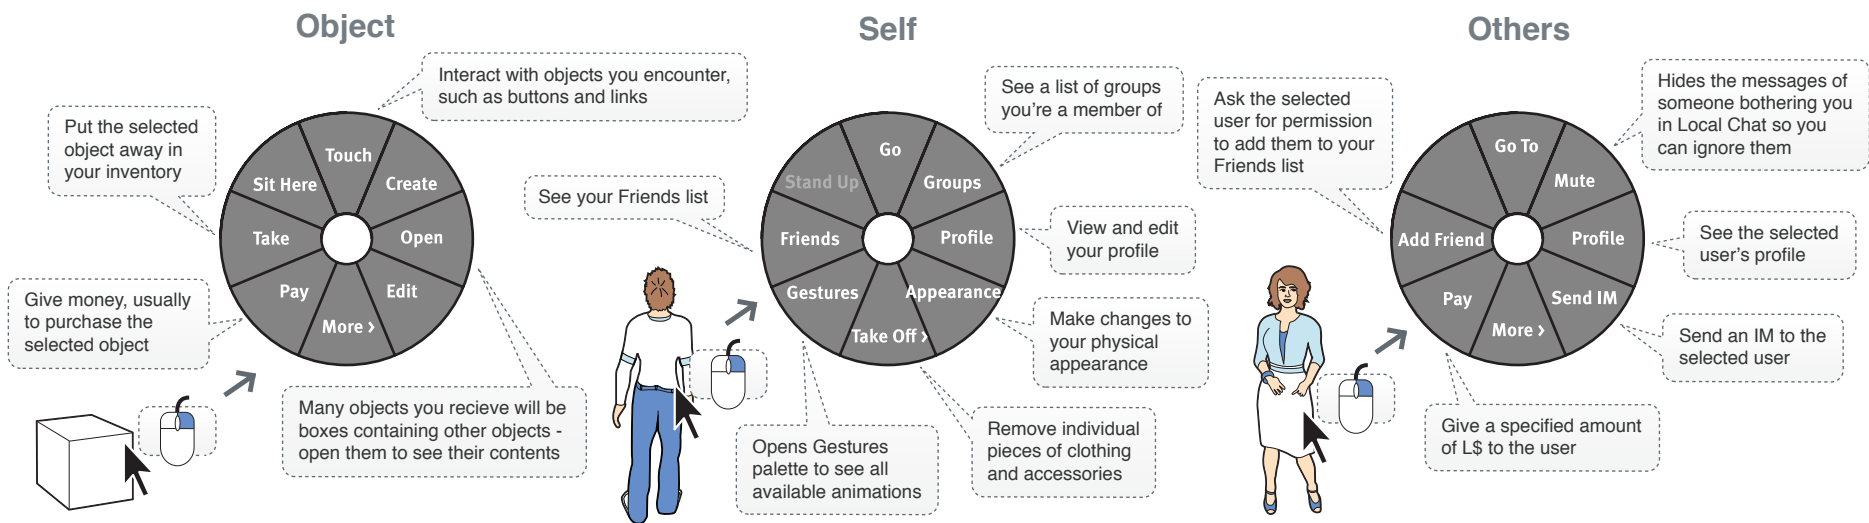 Object
Interact with objects you encounter,
such as buttons and links
Put the selected
object away in
your inventory
Touch
Sit Here
Create
Take
Open
Pay
Edit
More ›
Give money, usually
to purchase the
selected object
Many objects you recieve will be
boxes containing other objects -
open them to see their contents
Self
See a list of groups
you're a member of
See your Friends list
Go
Stand Up
Groups
Friends
Profile
Gestures
Appearance
Take Off ›
View and edit
your profile
Make changes to
your physical
appearance
Opens Gestures
palette to see all
available animations
Remove individual
pieces of clothing
and accessories
Others
Ask the selected
user for permission
to add them to your
Friends list
Hides the messages of
someone bothering you
in Local Chat so you
can ignore them
Go To
Mute
Add Friend
Profile
Pay
Send IM
More ›
See the selected
user's profile
Send an IM to the
selected user
Give a specified amount
of L$ to the user